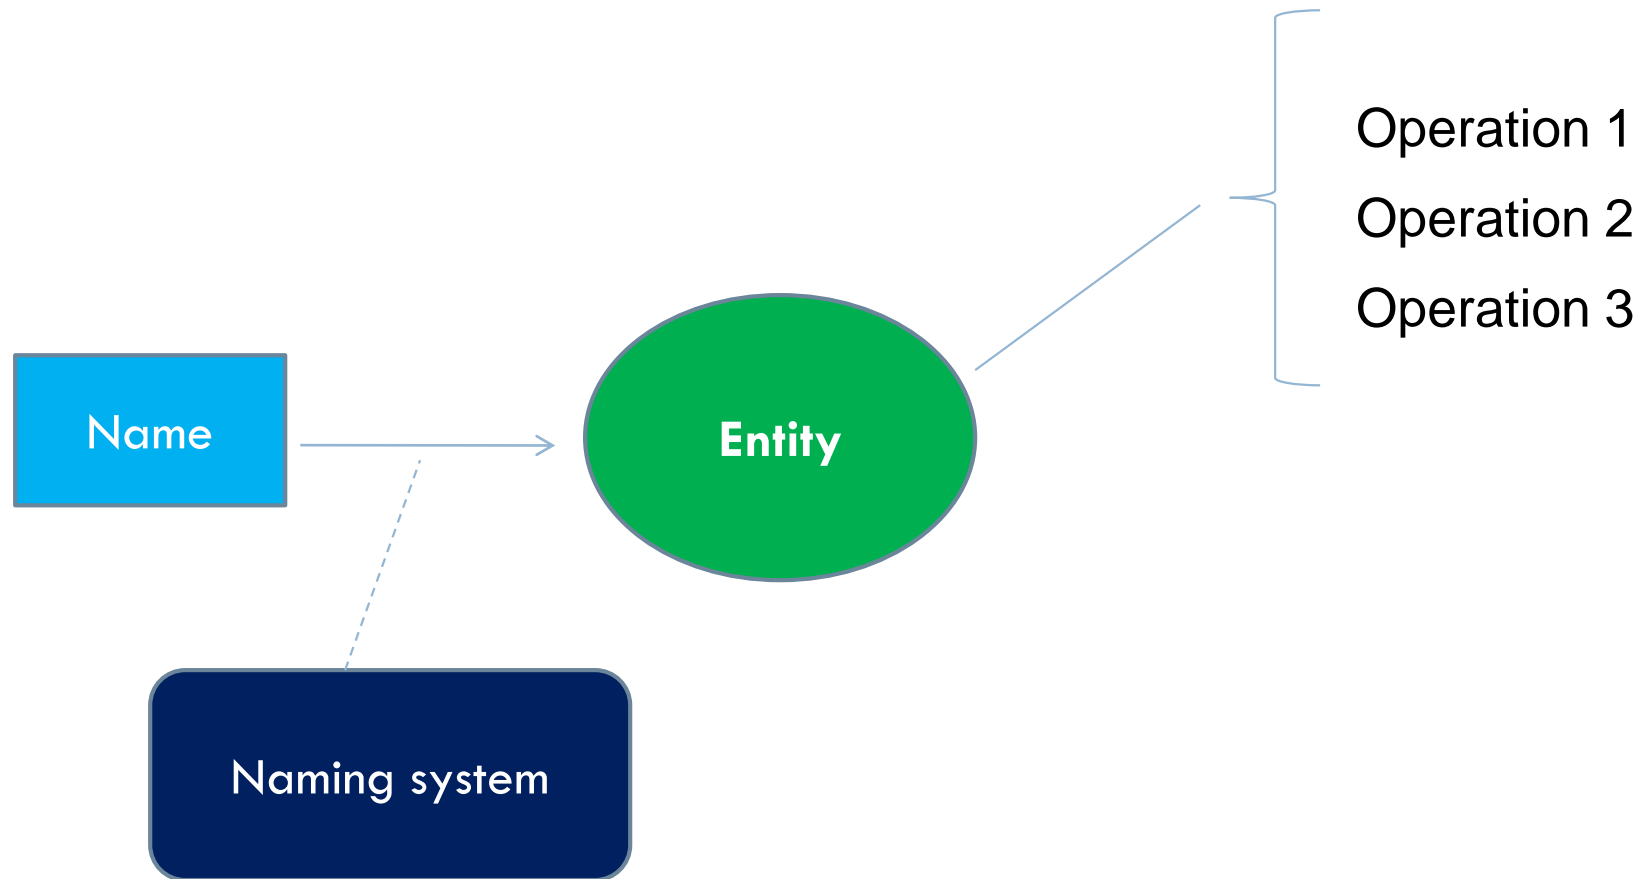 Operation 1
Operation 2
Operation 3
Name
Entity
Naming system